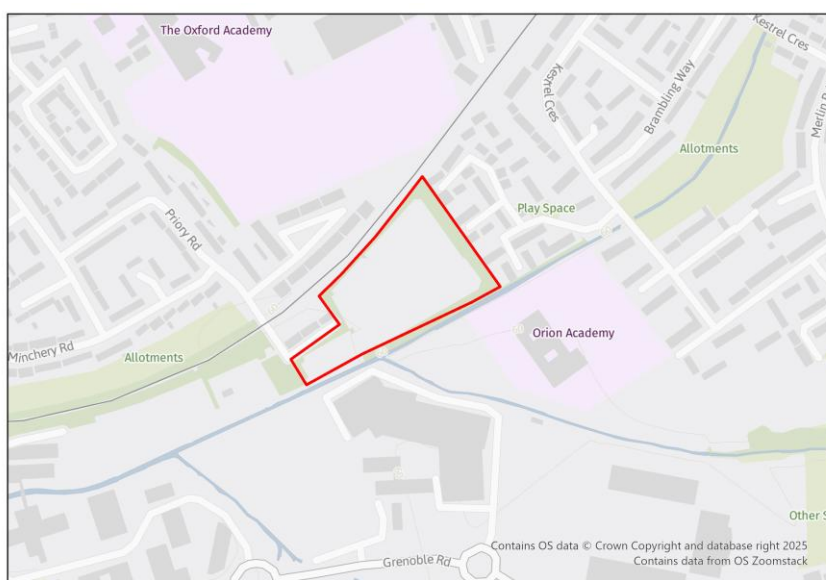 The Oxford Academy
Kestrel Cres
Kestrel Cres
Brambling Way
Allotments
Play Space
Priory Rd
Orion Academy
Minchery Rd
Allotments
Other S
Grenoble Rd
Contains OS data © Crown Copyright and database right 2025
Contains data from OS Zoomstack